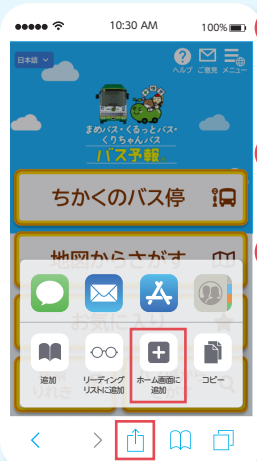 10:30 AM
100%
日本語
ヘルプ ご意見 メニュー
まめバス・くるっとバス・
くりちゃんバス
バス予報
ちかくのバス停
地図からさがす
お気に入り
りれき
追加
リーディング
リストに追加
ホーム画面に
追加
コピー